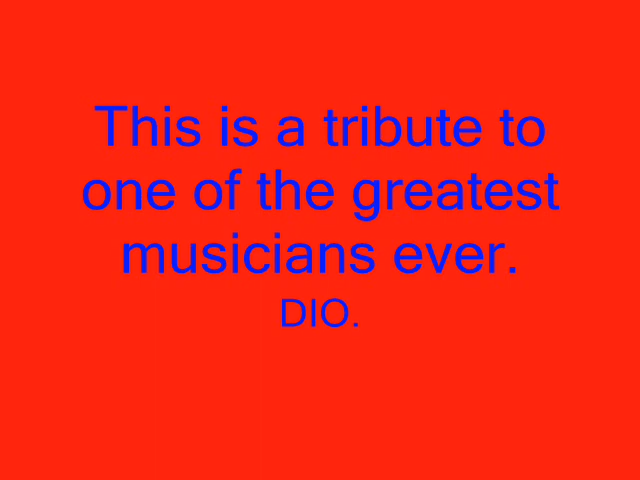 This is a tribute to
one of the greatest
musicians ever.
DIO.